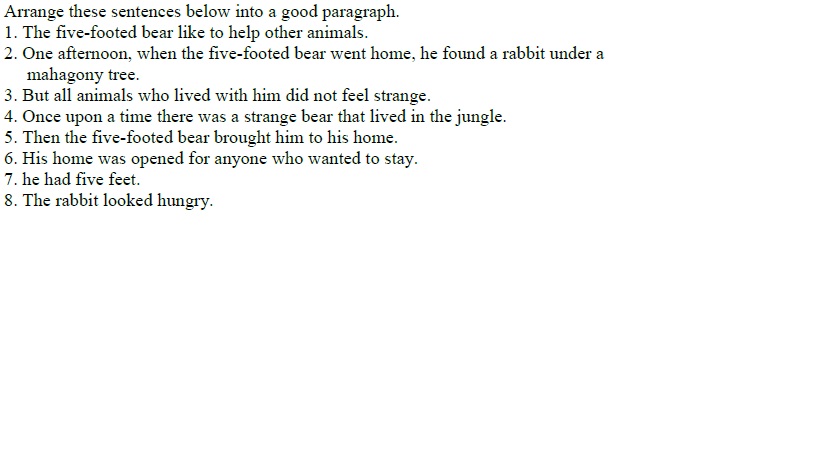 Arrange these sentences below into a good paragraph.
1. The five-footed bear like to help other animals.
2. One afternoon, when the five-footed bear went home, he found a rabbit under a
mahagony tree.
3. But all animals who lived with him did not feel strange.
4. Once upon a time there was a strange bear that lived in the jungle.
5. Then the five-footed bear brought him to his home.
6. His home was opened for anyone who wanted to stay.
7. he had five feet.
8. The rabbit looked hungry.